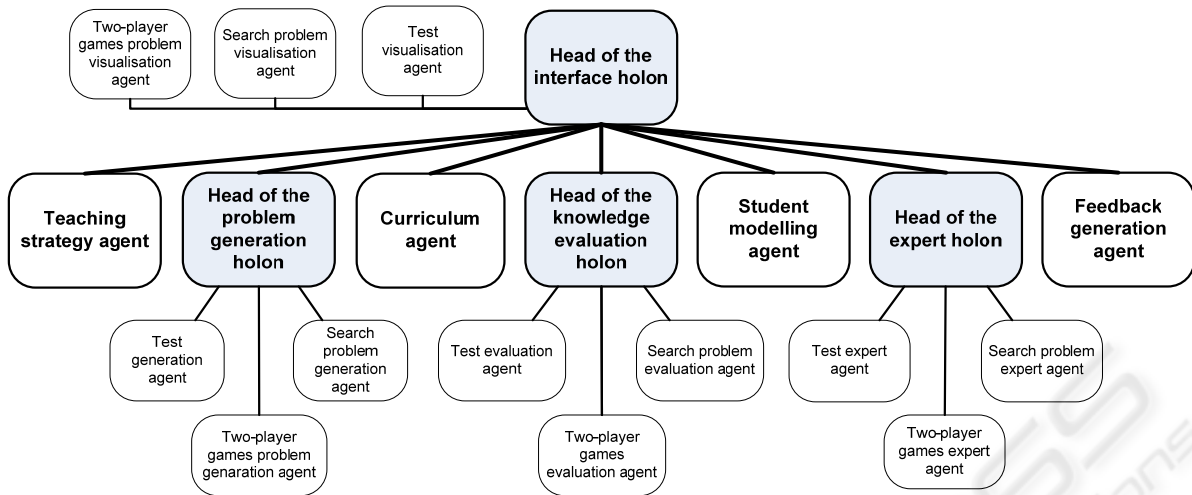 Two-player
games problem
visualisation
agent
Search problem
visualisation
agent
Test
visualisation
agent
Head of the
interface holon
Teaching
strategy agent
Head of the
problem
generation
holon
Curriculum
agent
Head of the
knowledge
evaluation
holon
Student
modelling
agent
Head of the
expert holon
Feedback
generation
agent
Test
generation
agent
Search
problem
generation
agent
Test evaluation
agent
Search problem
evaluation agent
Test expert
agent
Search problem
expert agent
Two-player
games problem
genaration agent
Two-player
games
evaluation agent
Two-player
games expert
agent